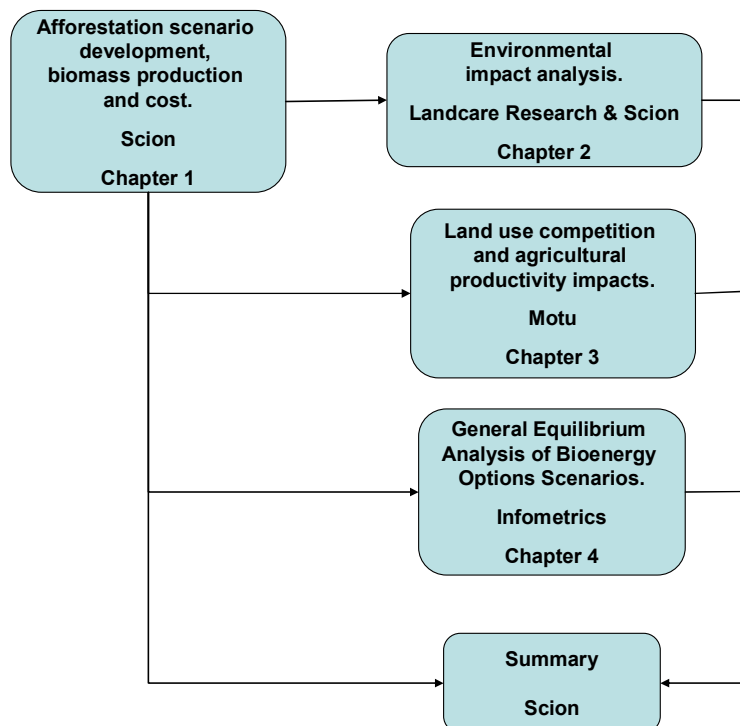 Afforestation scenario
development,
biomass production
and cost.
Scion
Chapter 1
Environmental
impact analysis.
Landcare Research & Scion
Chapter 2
Land use competition
and agricultural
productivity impacts.
Motu
Chapter 3
General Equilibrium
Analysis of Bioenergy
Options Scenarios.
Infometrics
Chapter 4
Summary
Scion